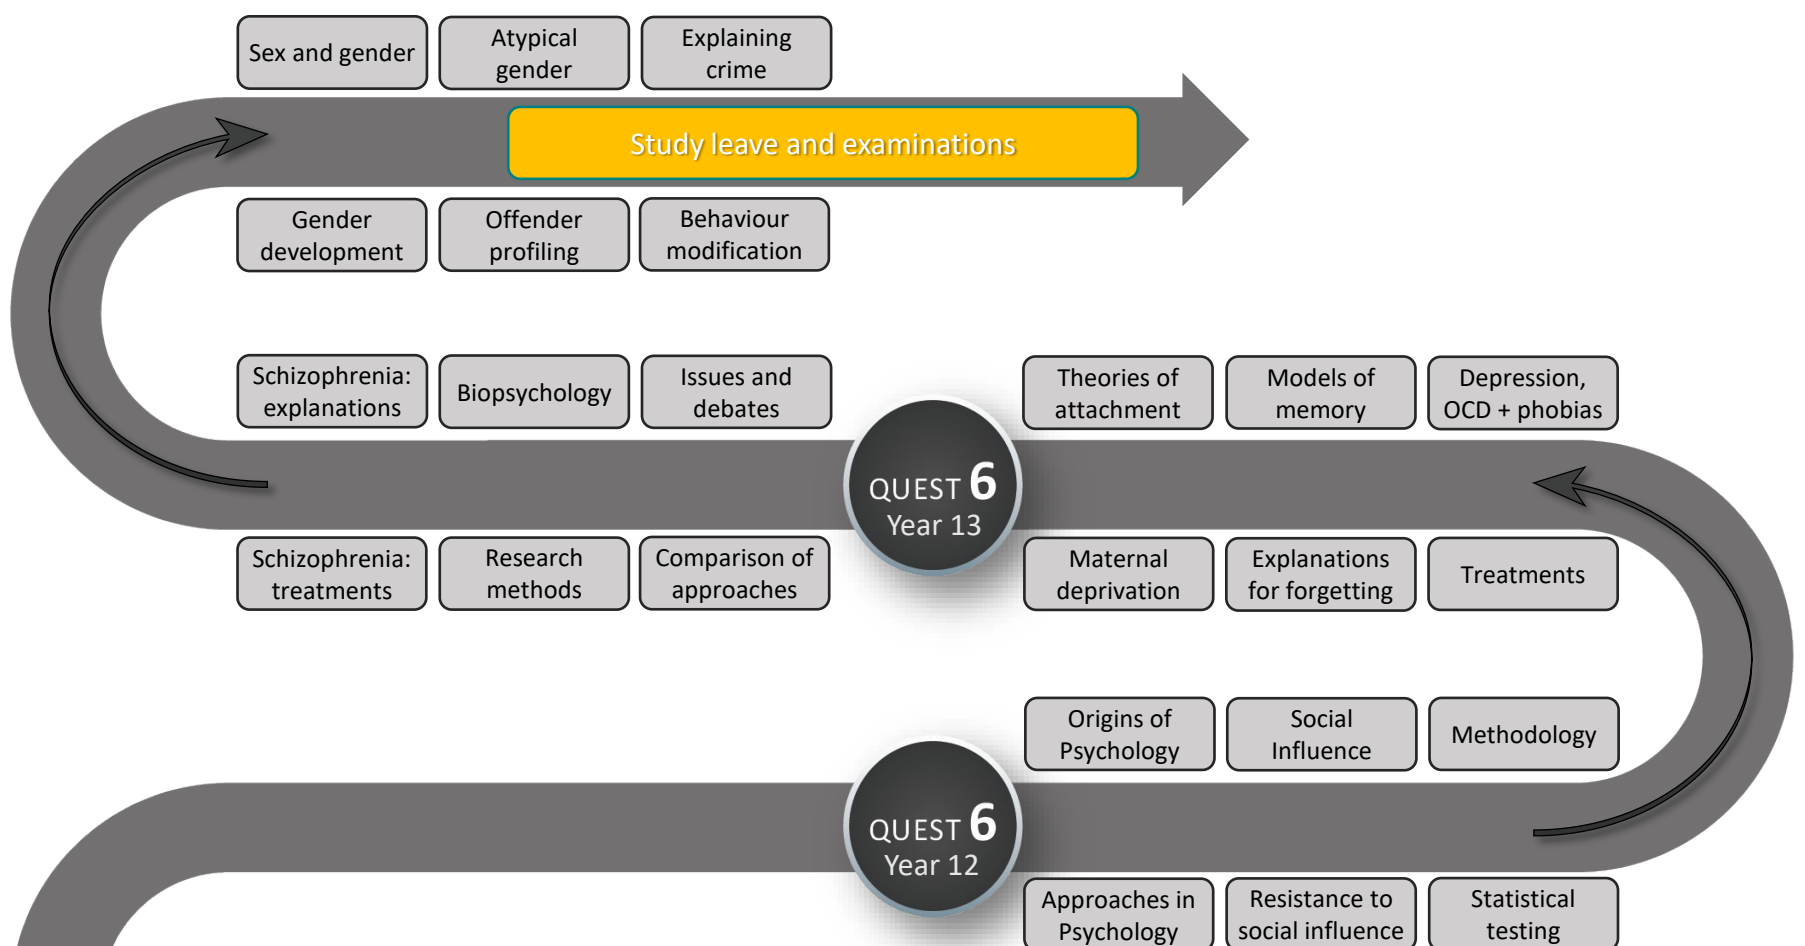 Sex and gender
Atypical
gender
Explaining
crime
Study leave and examinations
Gender
development
Offender
profiling
Behaviour
modification
Schizophrenia:
explanations
Biopsychology
Issues and
debates
Theories of
attachment
Models of
memory
Depression,
OCD + phobias
QUEST 6
Year 13
Schizophrenia:
treatments
Research
methods
Comparison of
approaches
Maternal
deprivation
Explanations
for forgetting
Treatments
Origins of
Psychology
Social
Influence
Methodology
QUEST 6
Year 12
Approaches in
Psychology
Resistance to
social influence
Statistical
testing